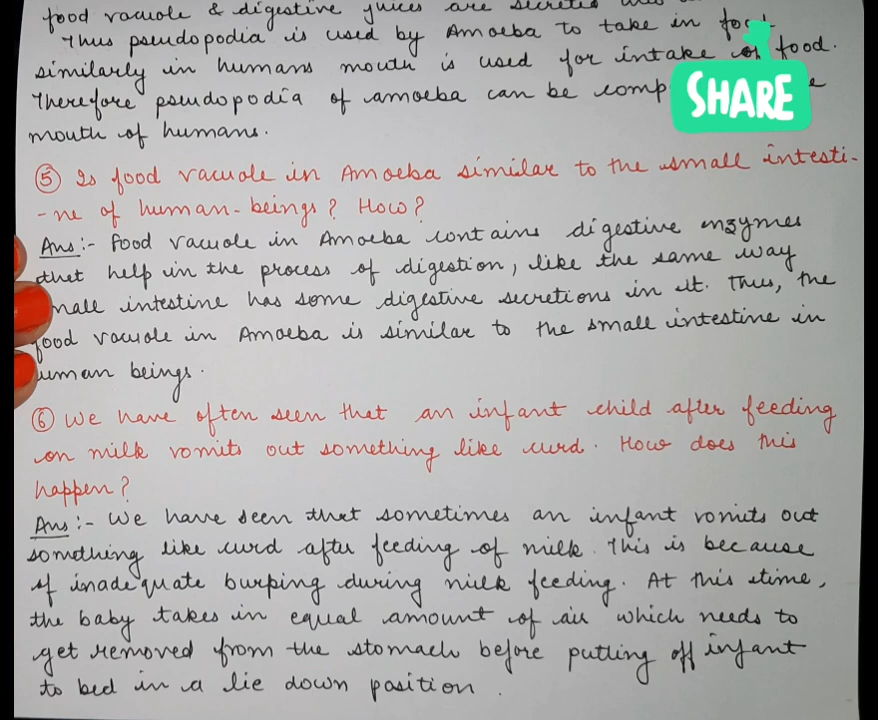 food vacuole & digestive juices are secreted
Thus pseudopodia is used by Amoeba to take in food.
similarly in humans mouth is used for intake of food.
Therefore pseudopodia of amoeba can be
SHARE
mouth of humans.
⑤ Is food vacuole in Amoeba similar to the small intesti-
-ne of human-beings? How?
Ans:- Food vacuole in Amoeba contains digestive enzymes
that help in the process of digestion, like the same way
small intestine has some digestive secretions in it. Thus, the
food vacuole in Amoeba is similar to the small intestine in
human beings.
⑥ We have often seen that an infant child after feeding
on milk vomits out something like curd. How does this
happen?
Ans:- We have seen that sometimes an infant vomits out
something like curd after feeding of milk. This is because
of inadequate burping during milk feeding. At this time,
the baby takes in equal amount of air which needs to
get removed from the stomach before putting off infant
to bed in a lie down position.